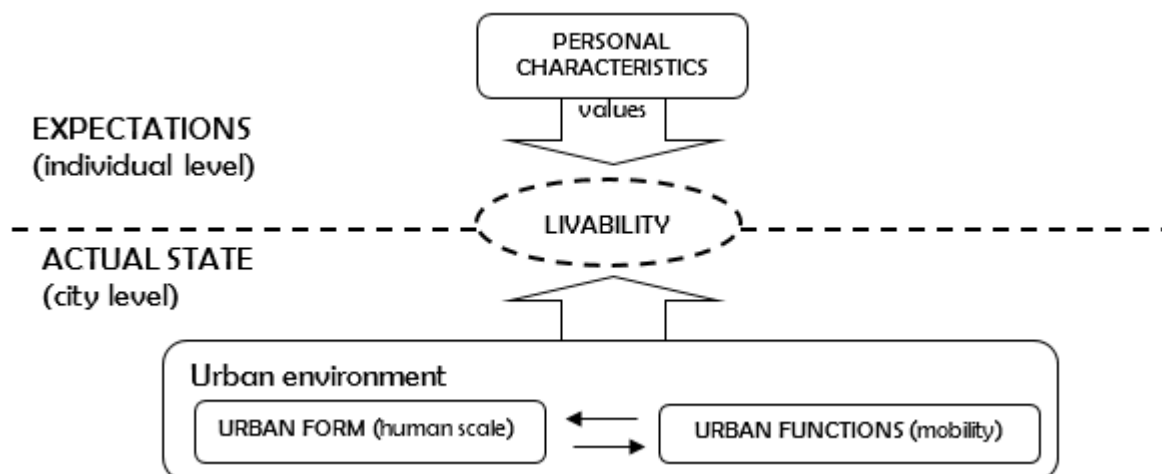 PERSONAL
CHARACTERISTICS
values
EXPECTATIONS
(individual level)
LIVABILITY
ACTUAL STATE
(city level)
Urban environment
URBAN FORM (human scale)
URBAN FUNCTIONS (mobility)